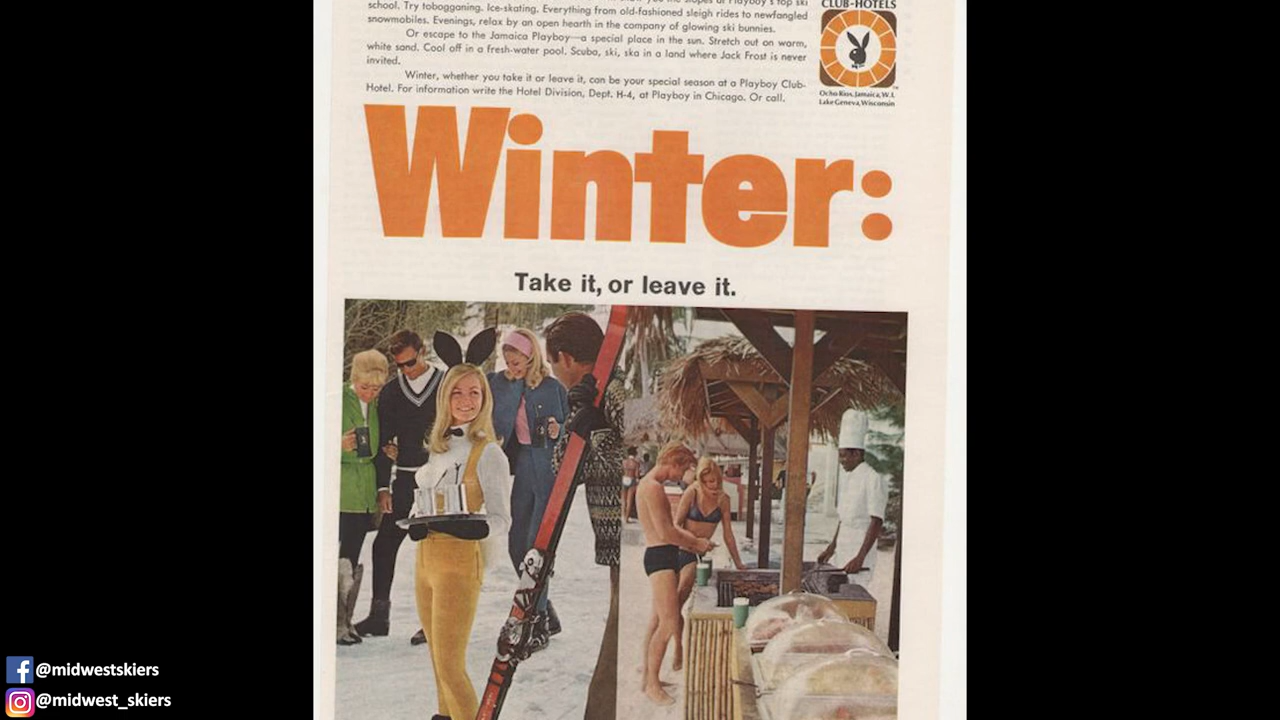 school. Try tobogganing. Ice-skating. Everything from old-fashioned sleigh rides to newfangled
snowmobiles. Evenings, relax by an open hearth in the company of glowing ski bunnies.
Or escape to the Jamaica Playboy—a special place in the sun. Stretch out on warm,
white sand. Cool off in a fresh-water pool. Scuba, ski, ska in a land where Jack Frost is never
invited.
Winter, whether you take it or leave it, can be your special season at a Playboy Club-
Hotel. For information write the Hotel Division, Dept. H-4, at Playboy in Chicago. Or call.
CLUB-HOTELS
Ocho Rios, Jamaica, W. I.
Lake Geneva, Wisconsin
Winter:
Take it, or leave it.
@midwestskiers
@midwest_skiers